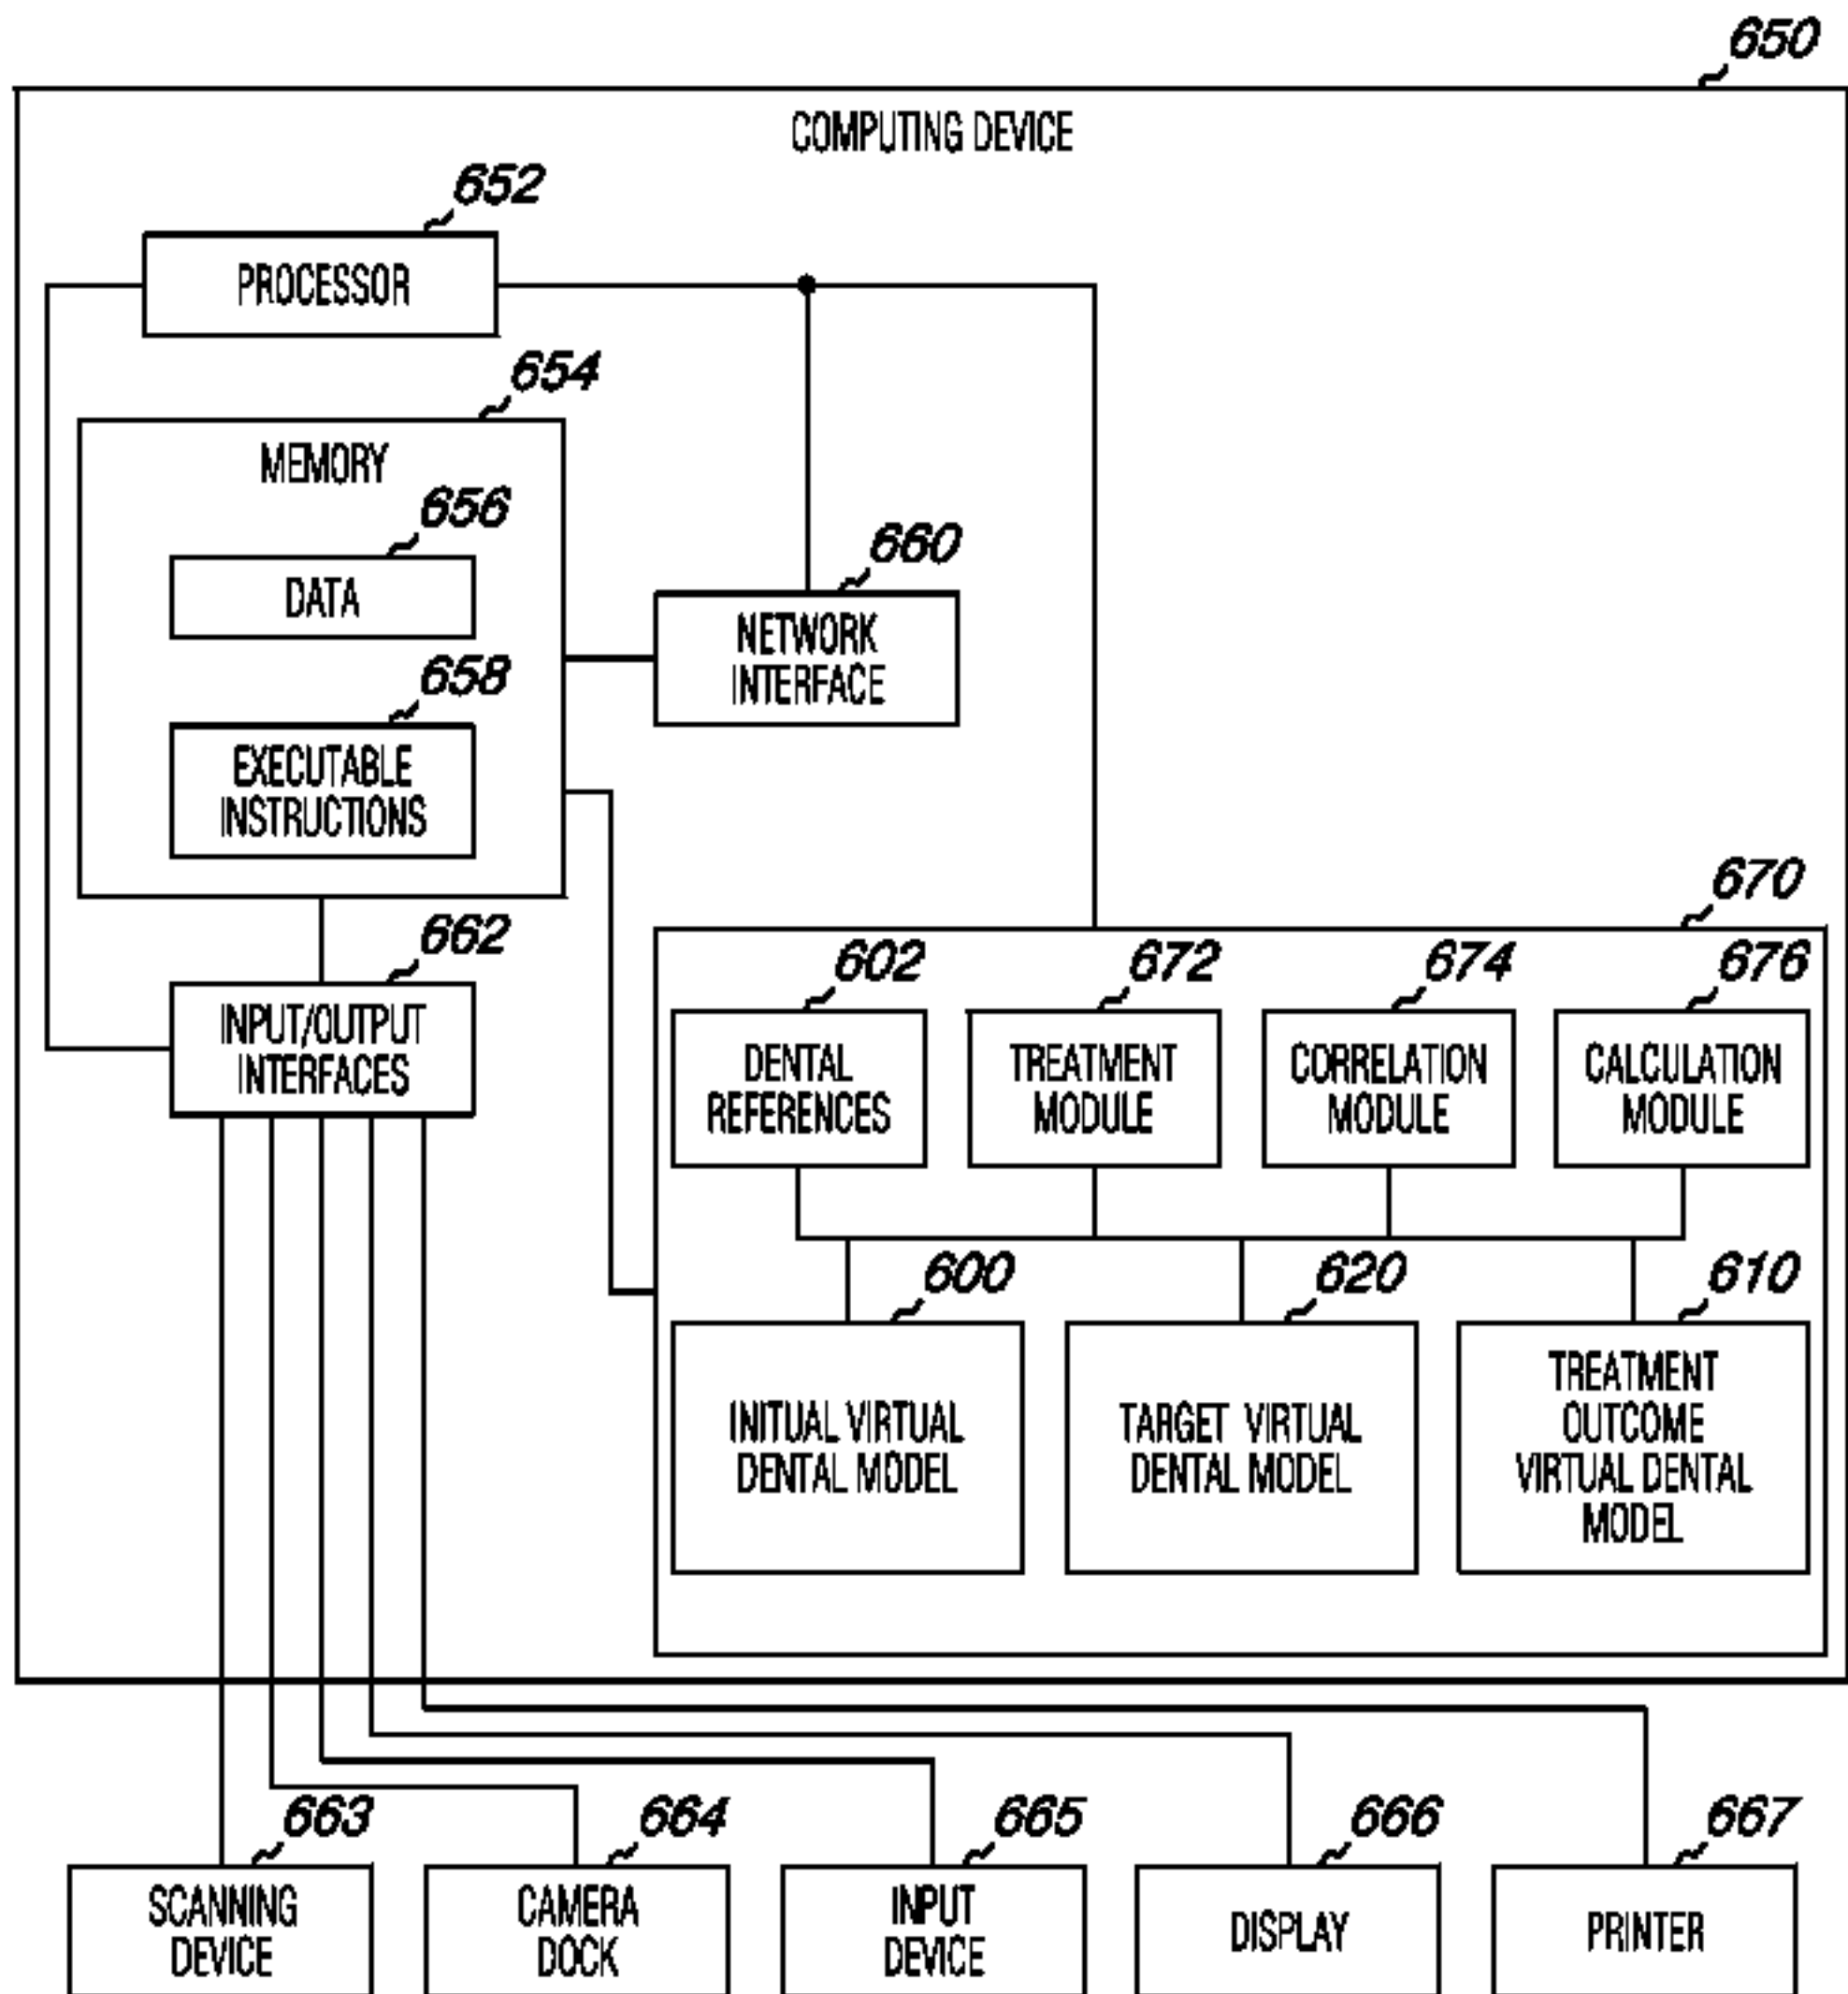 650
COMPUTING DEVICE
652
PROCESSOR
654
MEMORY
656
DATA
658
EXECUTABLE
INSTRUCTIONS
660
NETWORK
INTERFACE
662
INPUT/OUTPUT
INTERFACES
670
602
DENTAL
REFERENCES
672
TREATMENT
MODULE
674
CORRELATION
MODULE
676
CALCULATION
MODULE
600
INITUAL VIRTUAL
DENTAL MODEL
620
TARGET VIRTUAL
DENTAL MODEL
610
TREATMENT
OUTCOME
VIRTUAL DENTAL
MODEL
663
SCANNING
DEVICE
664
CAMERA
DOCK
665
INPUT
DEVICE
666
DISPLAY
667
PRINTER